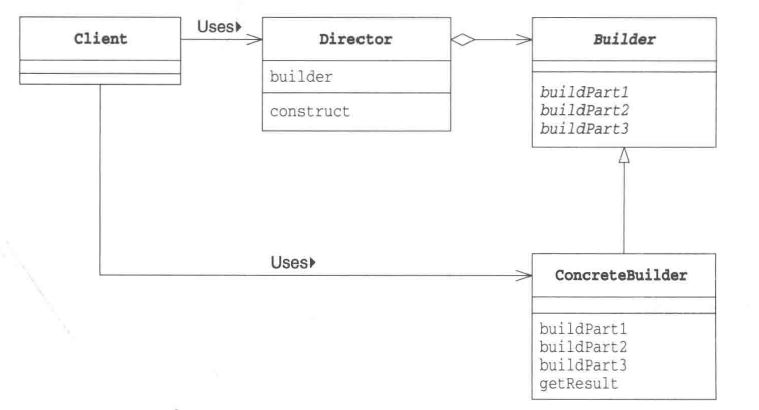 Uses▸
Client
Director
Builder
builder
construct
buildPart1
buildPart2
buildPart3
Uses▸
ConcreteBuilder
buildPart1
buildPart2
buildPart3
getResult